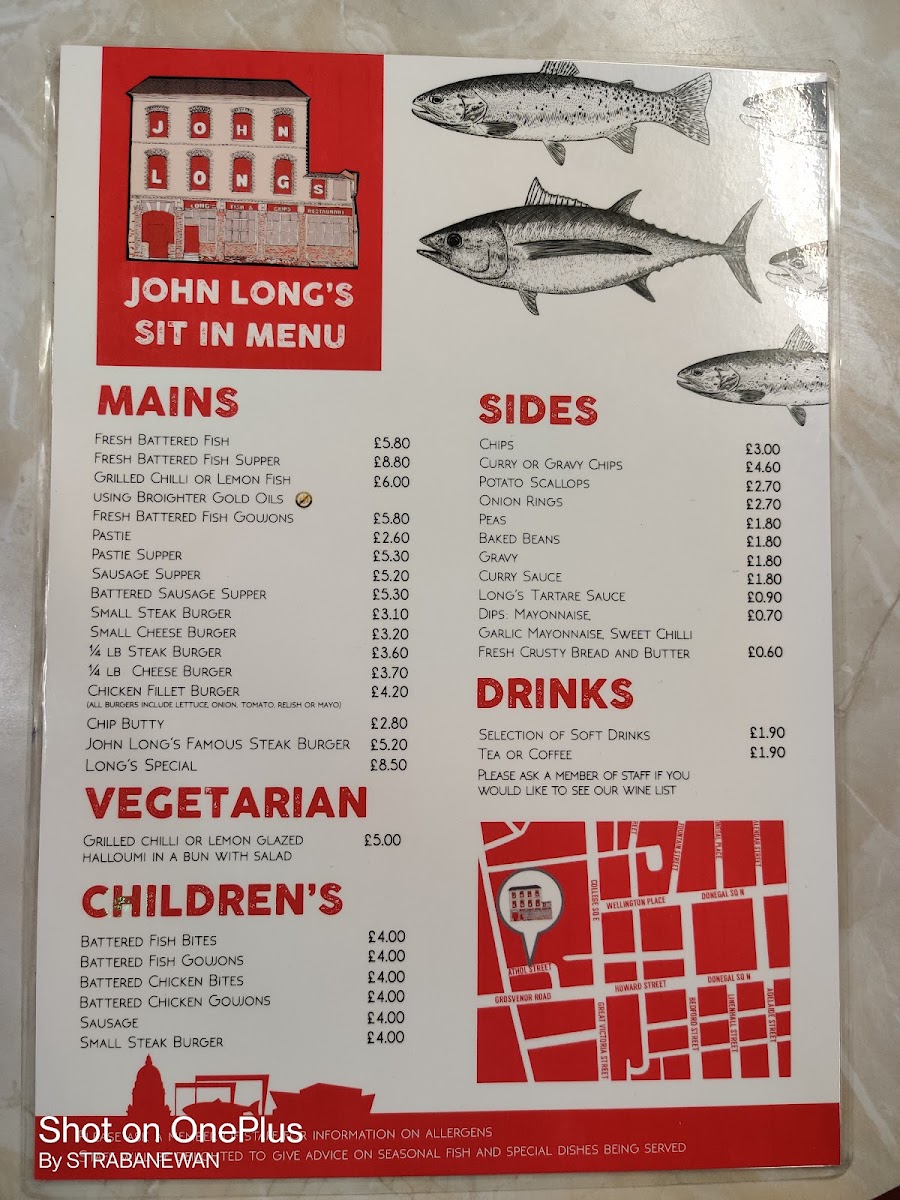 JOHN
LONGS
LONG'S FISH & CHIPS RESTAURANT
JOHN LONG'S
SIT IN MENU
MAINS
FRESH BATTERED FISH £5.80
FRESH BATTERED FISH SUPPER £8.80
GRILLED CHILLI OR LEMON FISH £6.00
USING BROIGHTER GOLD OILS
FRESH BATTERED FISH GOUJONS £5.80
PASTIE £2.60
PASTIE SUPPER £5.30
SAUSAGE SUPPER £5.20
BATTERED SAUSAGE SUPPER £5.30
SMALL STEAK BURGER £3.10
SMALL CHEESE BURGER £3.20
¼ LB STEAK BURGER £3.60
¼ LB CHEESE BURGER £3.70
CHICKEN FILLET BURGER £4.20
(ALL BURGERS INCLUDE LETTUCE, ONION, TOMATO, RELISH OR MAYO)
CHIP BUTTY £2.80
JOHN LONG'S FAMOUS STEAK BURGER £5.20
LONG'S SPECIAL £8.50
VEGETARIAN
GRILLED CHILLI OR LEMON GLAZED £5.00
HALLOUMI IN A BUN WITH SALAD
CHILDREN'S
BATTERED FISH BITES £4.00
BATTERED FISH GOUJONS £4.00
BATTERED CHICKEN BITES £4.00
BATTERED CHICKEN GOUJONS £4.00
SAUSAGE £4.00
SMALL STEAK BURGER £4.00
SIDES
CHIPS £3.00
CURRY OR GRAVY CHIPS £4.60
POTATO SCALLOPS £2.70
ONION RINGS £2.70
PEAS £1.80
BAKED BEANS £1.80
GRAVY £1.80
CURRY SAUCE £1.80
LONG'S TARTARE SAUCE £0.90
DIPS: MAYONNAISE, £0.70
GARLIC MAYONNAISE, SWEET CHILLI
FRESH CRUSTY BREAD AND BUTTER £0.60
DRINKS
SELECTION OF SOFT DRINKS £1.90
TEA OR COFFEE £1.90
PLEASE ASK A MEMBER OF STAFF IF YOU
WOULD LIKE TO SEE OUR WINE LIST
FOUNTAIN STREET
COLLEGE SQ E
WELLINGTON PLACE
DONEGAL SQ N
ATHOL STREET
GROSVENOR ROAD
HOWARD STREET
DONEGAL SQ N
GREAT VICTORIA STREET
BEDFORD STREET
LINENHALL STREET
ADELAIDE STREET
PLEASE ASK A MEMBER OF STAFF FOR INFORMATION ON ALLERGENS
DELIGHTED TO GIVE ADVICE ON SEASONAL FISH AND SPECIAL DISHES BEING SERVED
Shot on OnePlus
By STRABANEWAN